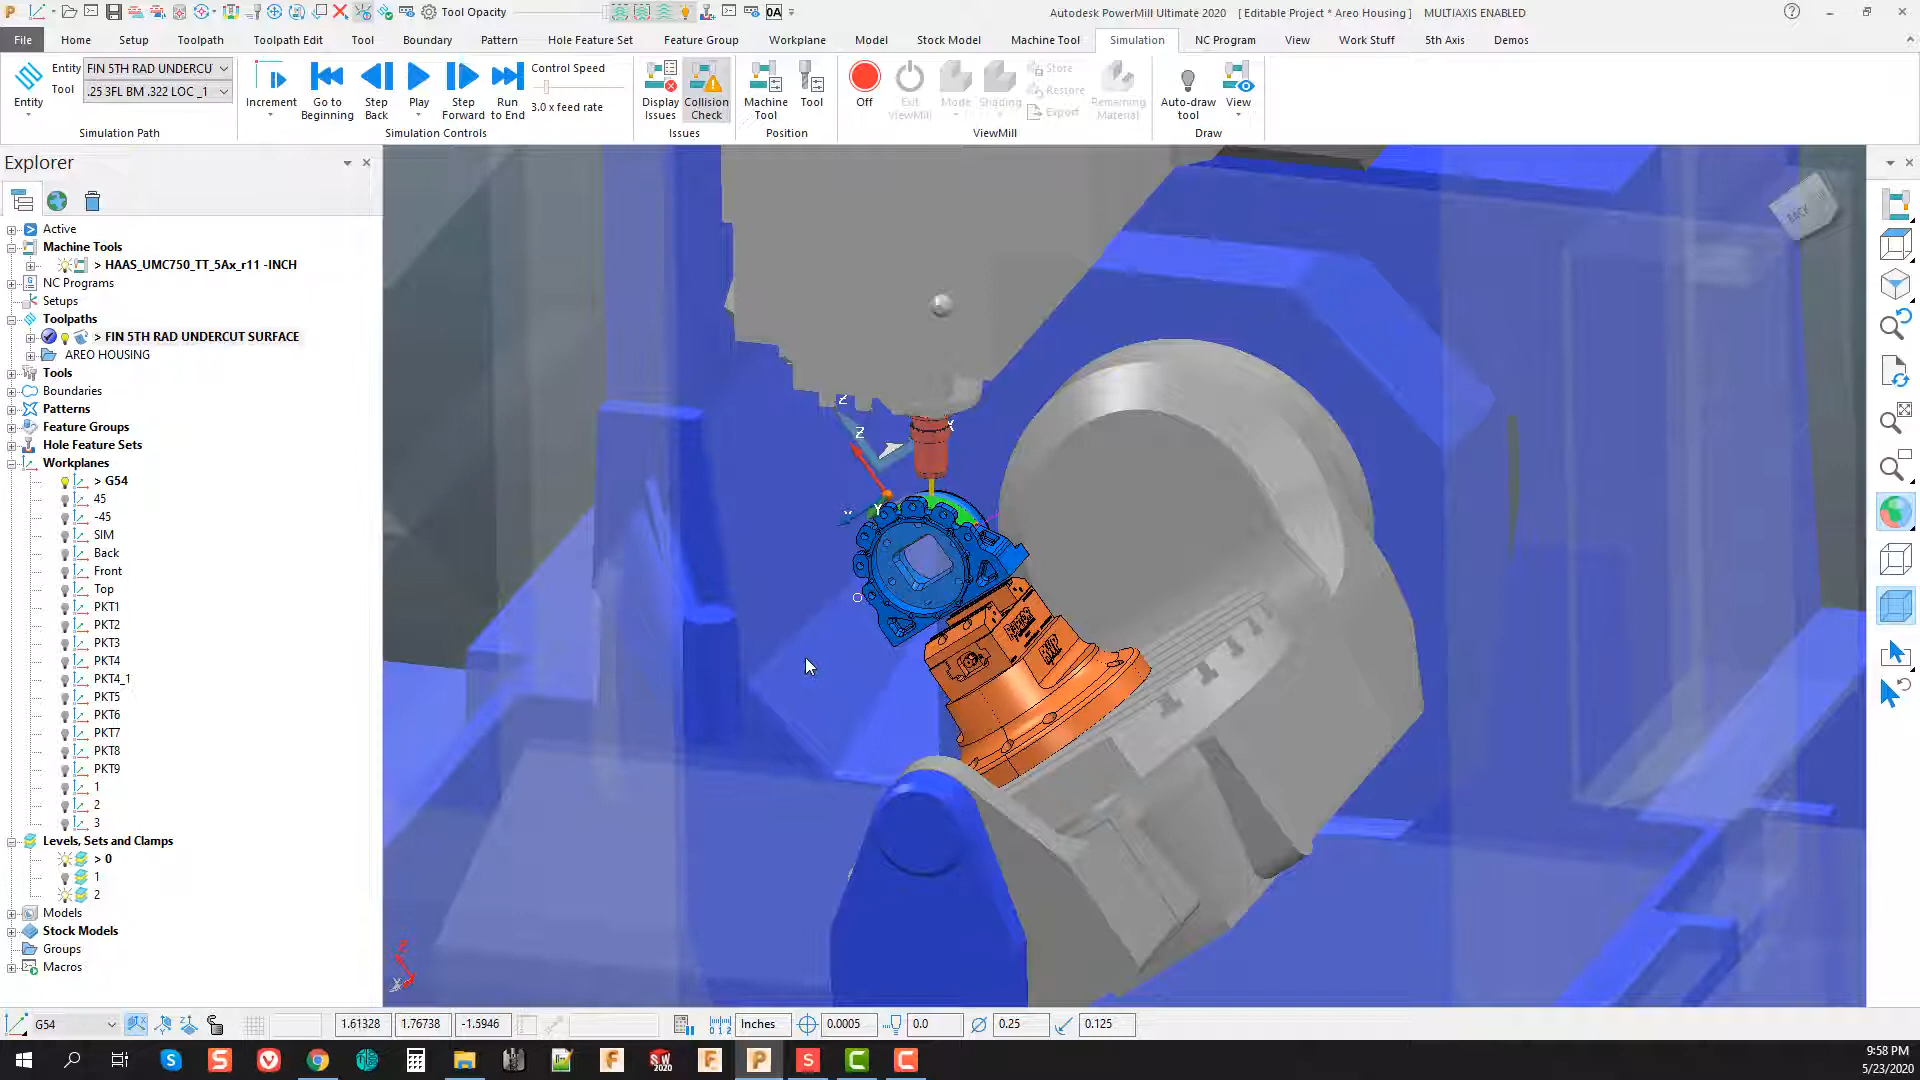 Tool Opacity
0A
Autodesk PowerMill Ultimate 2020 [ Editable Project * Areo Housing ] MULTIAXIS ENABLED
File Home Setup Toolpath Toolpath Edit Tool Boundary Pattern Hole Feature Set Feature Group Workplane Model Stock Model Machine Tool Simulation NC Program View Work Stuff 5th Axis Demos
Entity FIN 5TH RAD UNDERCU
Tool .25 3FL BM .322 LOC _1
Entity
Simulation Path
Increment
Go to Beginning
Step Back
Play
Step Forward
Run to End
Control Speed
3.0 x feed rate
Simulation Controls
Display Issues
Collision Check
Issues
Machine Tool
Tool
Position
Off
Exit ViewMill
Mode
Shading
Store
Restore
Export
Remaining Material
ViewMill
Auto-draw tool
View
Draw
Explorer
Active
Machine Tools
> HAAS_UMC750_TT_5Ax_r11 -INCH
NC Programs
Setups
Toolpaths
> FIN 5TH RAD UNDERCUT SURFACE
AREO HOUSING
Tools
Boundaries
Patterns
Feature Groups
Hole Feature Sets
Workplanes
> G54
45
-45
SIM
Back
Front
Top
PKT1
PKT2
PKT3
PKT4
PKT4_1
PKT5
PKT6
PKT7
PKT8
PKT9
1
2
3
Levels, Sets and Clamps
> 0
1
2
Models
Stock Models
Groups
Macros
BACK
Z
Z
X
Y
Z
X
G54 1.61328 1.76738 -1.5946 Inches 0.0005 0.0 0.25 0.125
9:58 PM
5/23/2020